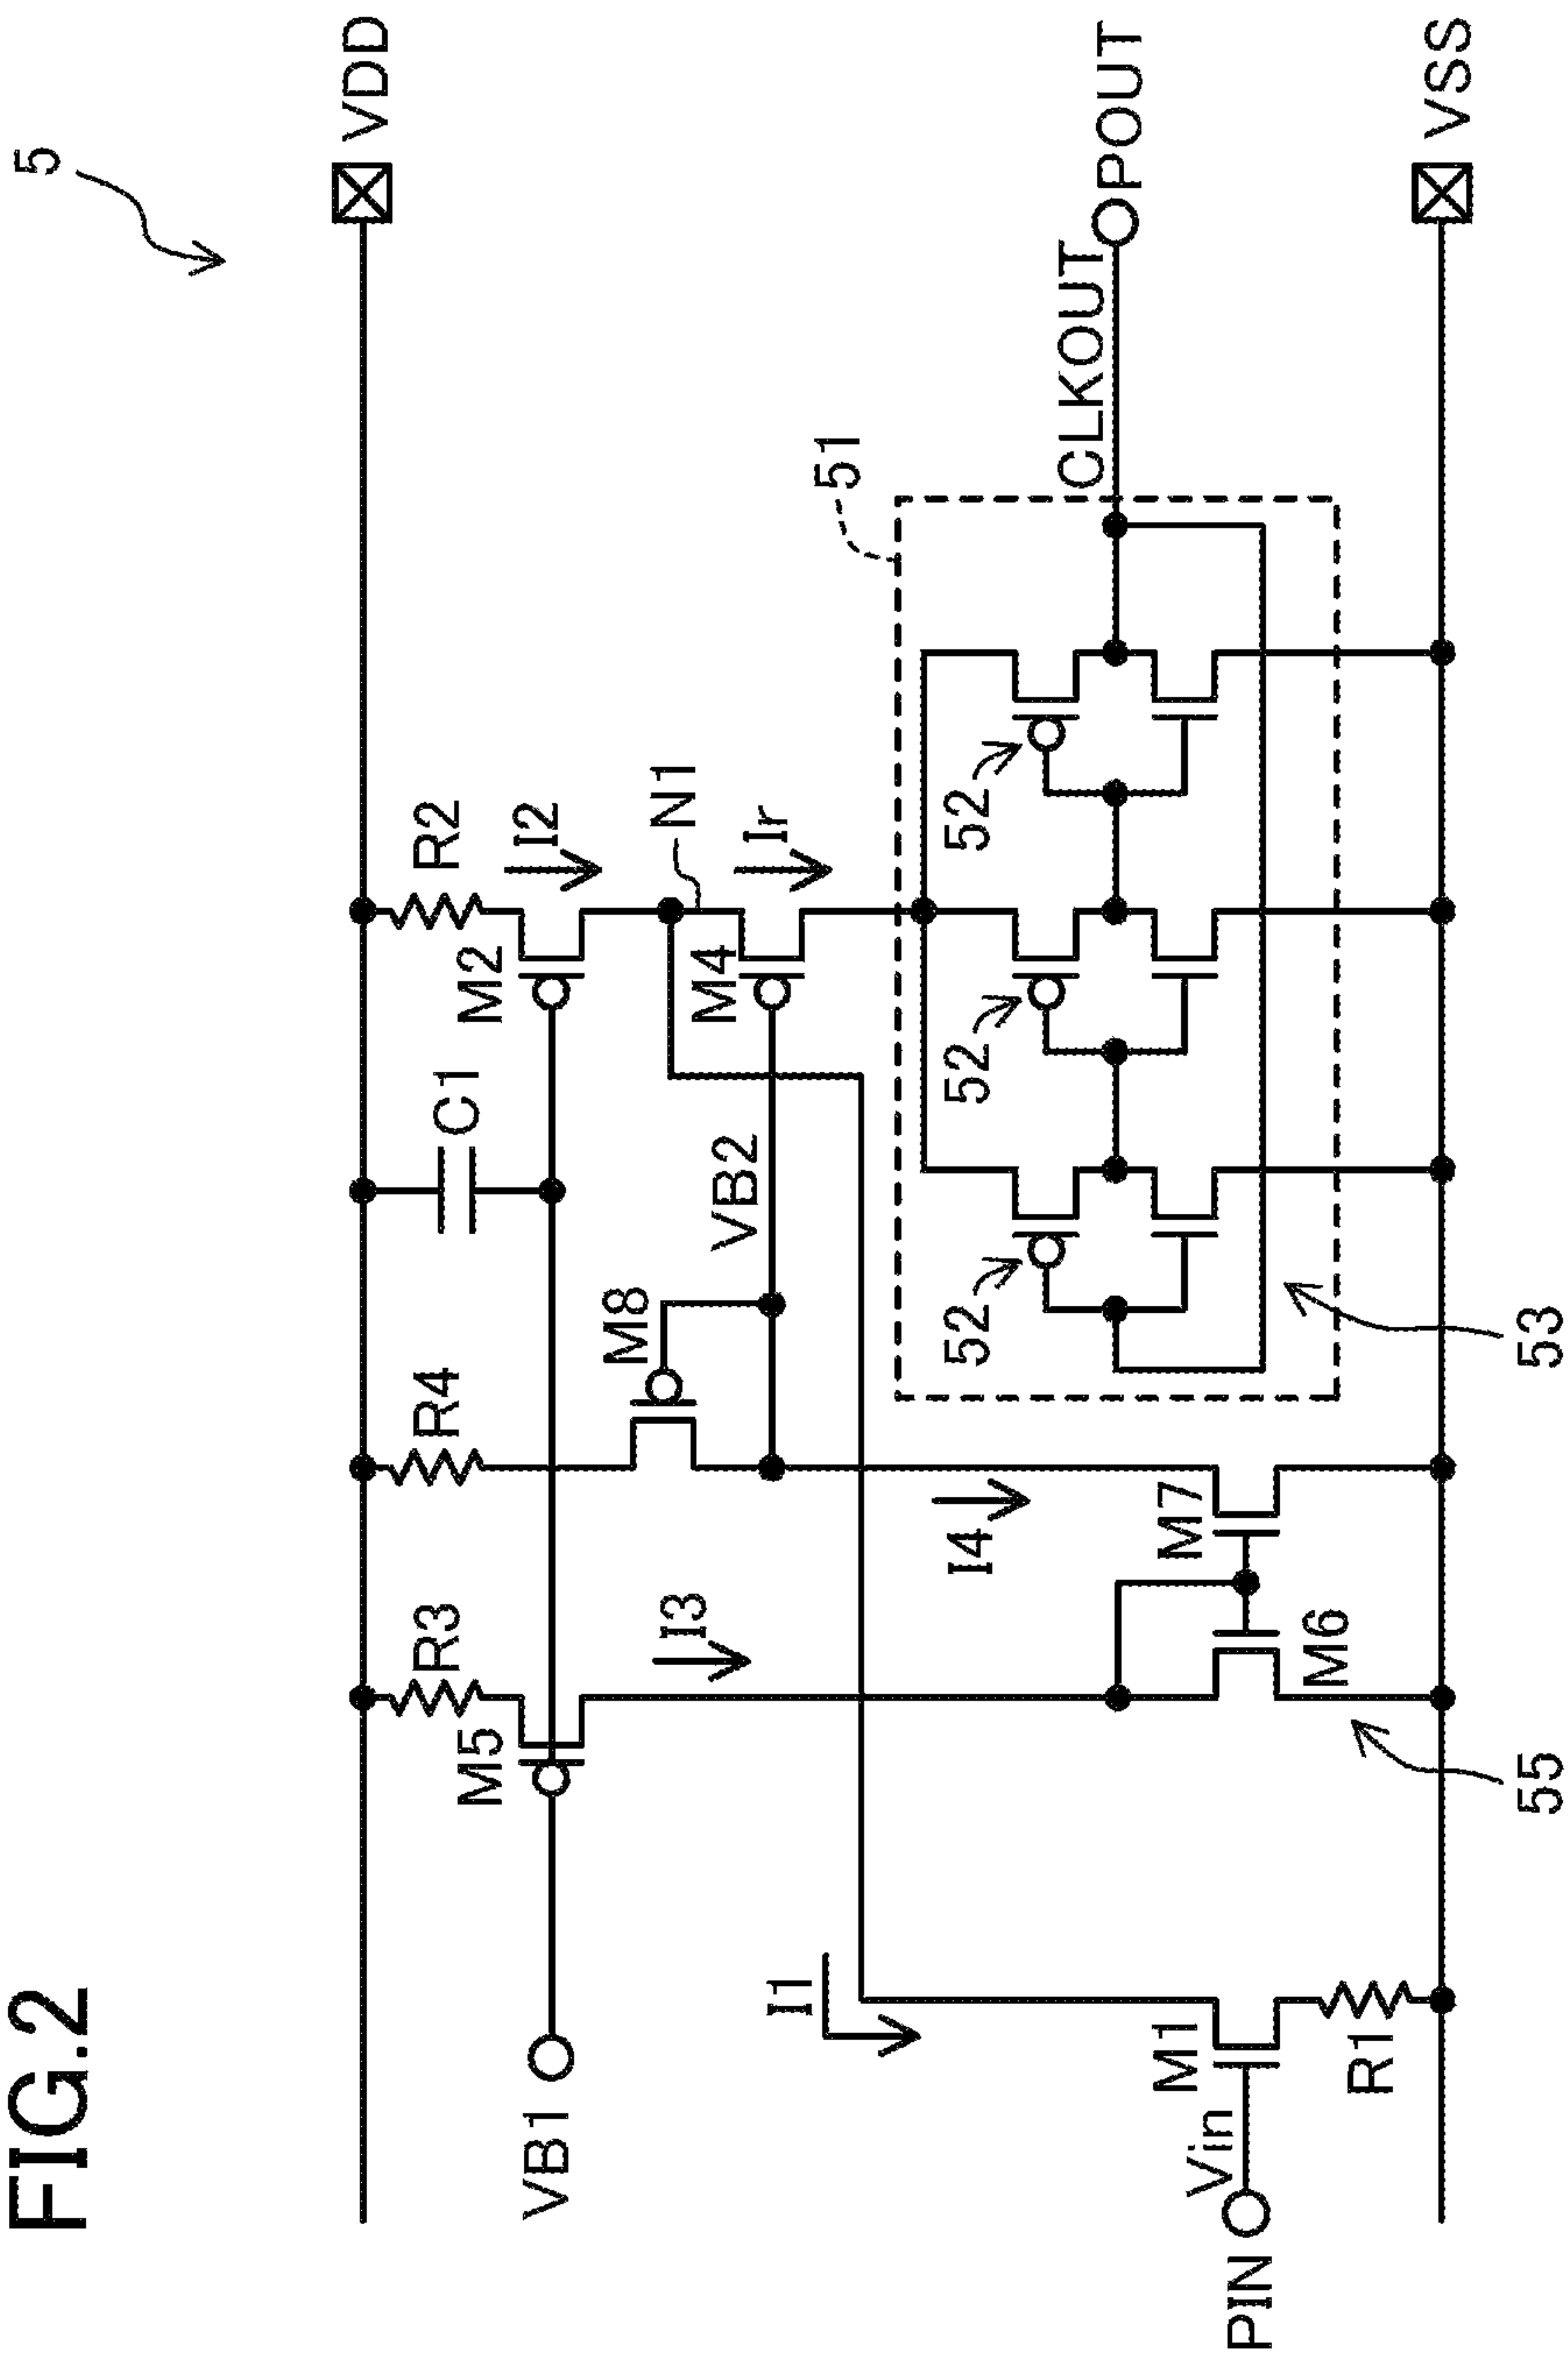 FIG.2
5
VDD
R3
R4
C1
R2
M5
M2
I2
VB1
M8
N1
I3
VB2
M4
Ir
I1
51
I4
52
52
52
CLKOUT
POUT
Vin
M1
M7
PIN
M6
R1
VSS
55
53